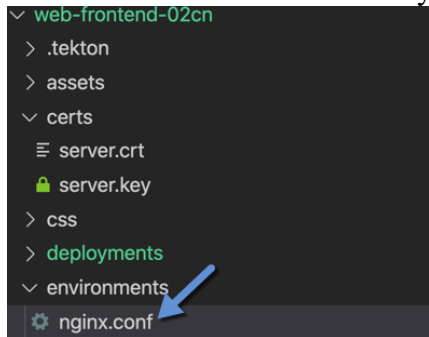 web-frontend-02cn
.tekton
assets
certs
server.crt
server.key
css
deployments
environments
nginx.conf